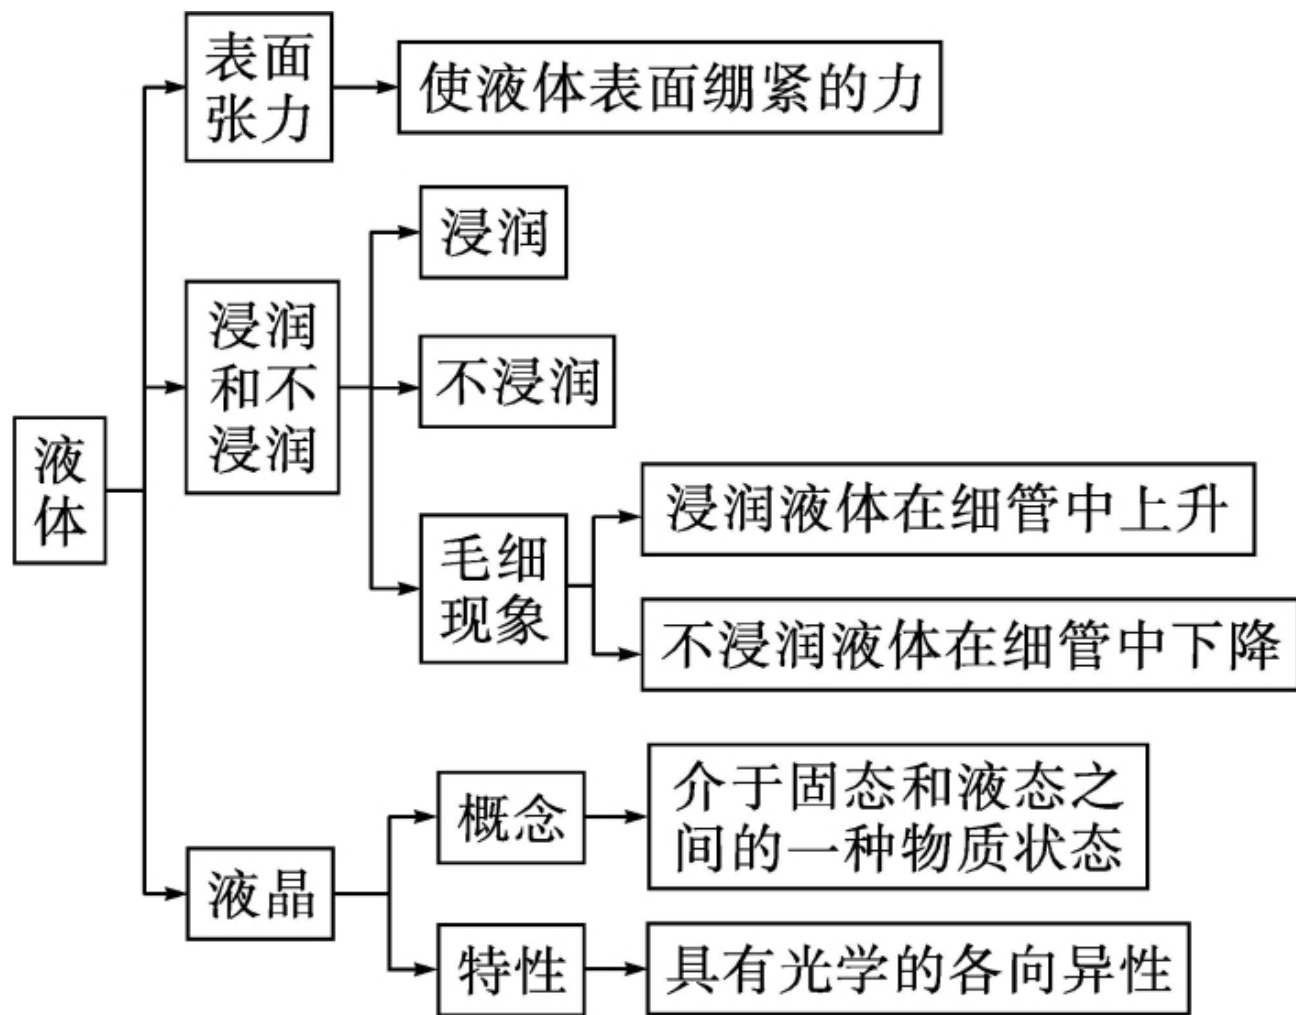 表面
张力
使液体表面绷紧的力
浸润
浸润
和不
浸润
不浸润
液
体
毛细
现象
浸润液体在细管中上升
不浸润液体在细管中下降
概念
介于固态和液态之
间的一种物质状态
液晶
特性
具有光学的各向异性